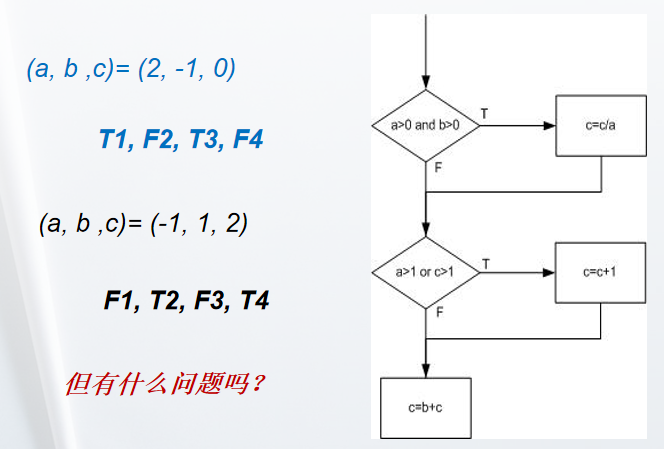 (a, b ,c)= (2, -1, 0)
T1, F2, T3, F4
(a, b ,c)= (-1, 1, 2)
F1, T2, F3, T4
但有什么问题吗？
a>0 and b>0
T
c=c/a
F
a>1 or c>1
T
c=c+1
F
c=b+c